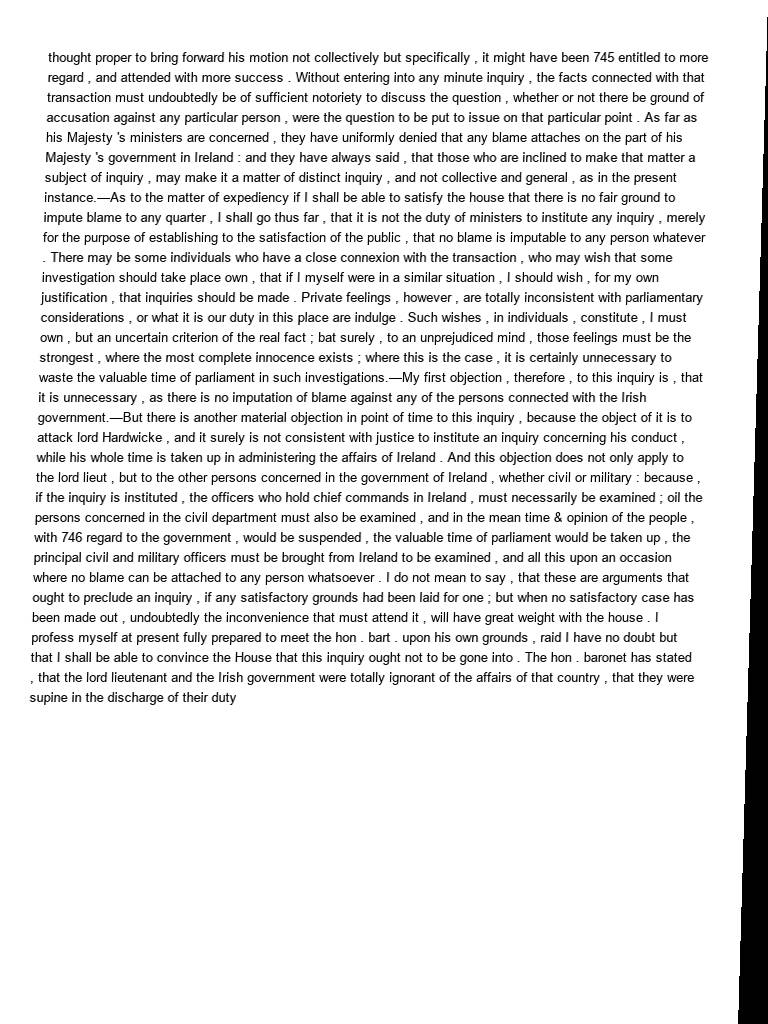 thought proper to bring forward his motion not collectively but specifically , it might have been 745 entitled to more
regard , and attended with more success . Without entering into any minute inquiry , the facts connected with that
transaction must undoubtedly be of sufficient notoriety to discuss the question , whether or not there be ground of
accusation against any particular person , were the question to be put to issue on that particular point . As far as
his Majesty 's ministers are concerned , they have uniformly denied that any blame attaches on the part of his
Majesty 's government in Ireland : and they have always said , that those who are inclined to make that matter a
subject of inquiry , may make it a matter of distinct inquiry , and not collective and general , as in the present
instance.—As to the matter of expediency if I shall be able to satisfy the house that there is no fair ground to
impute blame to any quarter , I shall go thus far , that it is not the duty of ministers to institute any inquiry , merely
for the purpose of establishing to the satisfaction of the public , that no blame is imputable to any person whatever
. There may be some individuals who have a close connexion with the transaction , who may wish that some
investigation should take place own , that if I myself were in a similar situation , I should wish , for my own
justification , that inquiries should be made . Private feelings , however , are totally inconsistent with parliamentary
considerations , or what it is our duty in this place are indulge . Such wishes , in individuals , constitute , I must
own , but an uncertain criterion of the real fact ; bat surely , to an unprejudiced mind , those feelings must be the
strongest , where the most complete innocence exists ; where this is the case , it is certainly unnecessary to
waste the valuable time of parliament in such investigations.—My first objection , therefore , to this inquiry is , that
it is unnecessary , as there is no imputation of blame against any of the persons connected with the Irish
government.—But there is another material objection in point of time to this inquiry , because the object of it is to
attack lord Hardwicke , and it surely is not consistent with justice to institute an inquiry concerning his conduct ,
while his whole time is taken up in administering the affairs of Ireland . And this objection does not only apply to
the lord lieut , but to the other persons concerned in the government of Ireland , whether civil or military : because ,
if the inquiry is instituted , the officers who hold chief commands in Ireland , must necessarily be examined ; oil the
persons concerned in the civil department must also be examined , and in the mean time & opinion of the people ,
with 746 regard to the government , would be suspended , the valuable time of parliament would be taken up , the
principal civil and military officers must be brought from Ireland to be examined , and all this upon an occasion
where no blame can be attached to any person whatsoever . I do not mean to say , that these are arguments that
ought to preclude an inquiry , if any satisfactory grounds had been laid for one ; but when no satisfactory case has
been made out , undoubtedly the inconvenience that must attend it , will have great weight with the house . I
profess myself at present fully prepared to meet the hon . bart . upon his own grounds , raid I have no doubt but
that I shall be able to convince the House that this inquiry ought not to be gone into . The hon . baronet has stated
, that the lord lieutenant and the Irish government were totally ignorant of the affairs of that country , that they were
supine in the discharge of their duty